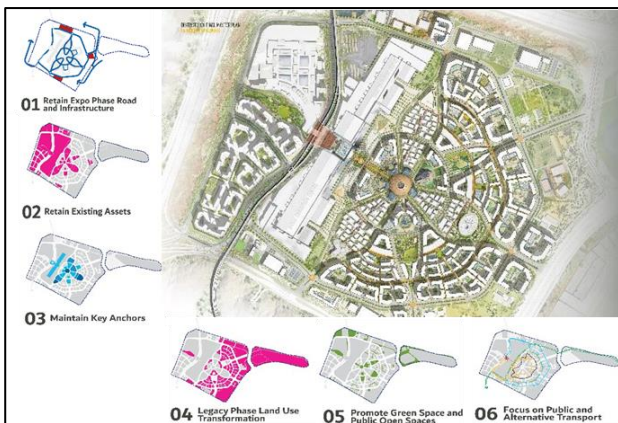 01 Retain Expo Phase Road
and Infrastructure
02 Retain Existing Assets
03 Maintain Key Anchors
04 Legacy Phase Land Use
Transformation
05 Promote Green Space and
Public Open Spaces
06 Focus on Public and
Alternative Transport